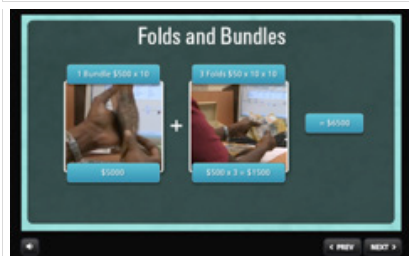 Folds and Bundles
1 Bundle $500 x 10
3 Folds $50 x 10 x 10
+
= $6500
$5000
$500 x 3 = $1500
< PREV
NEXT >